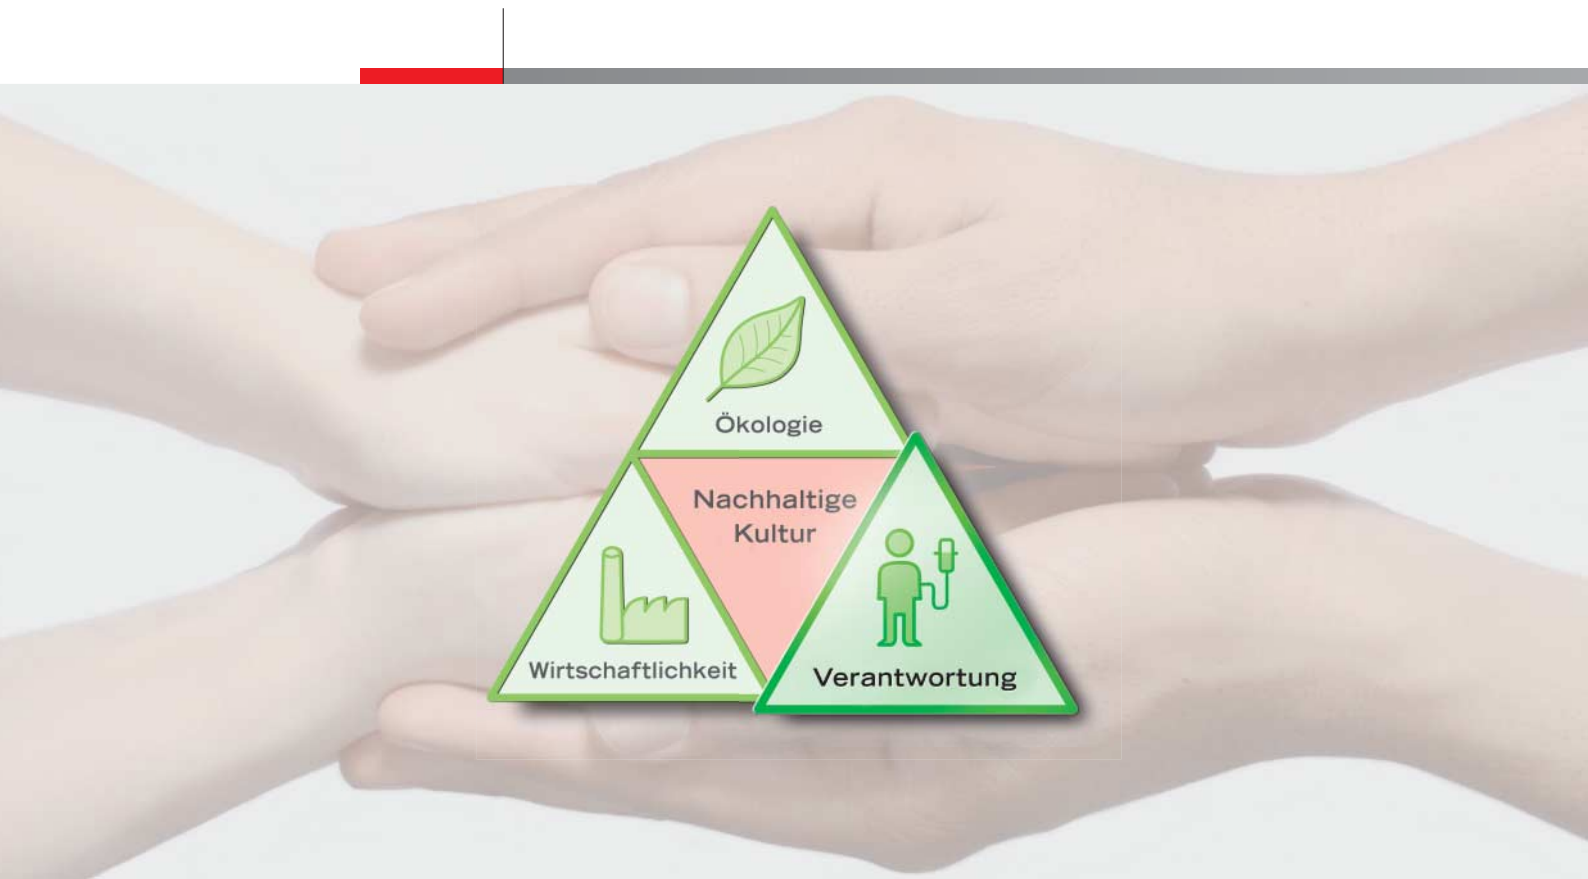 Ökologie
Nachhaltige
Kultur
Wirtschaftlichkeit
Verantwortung